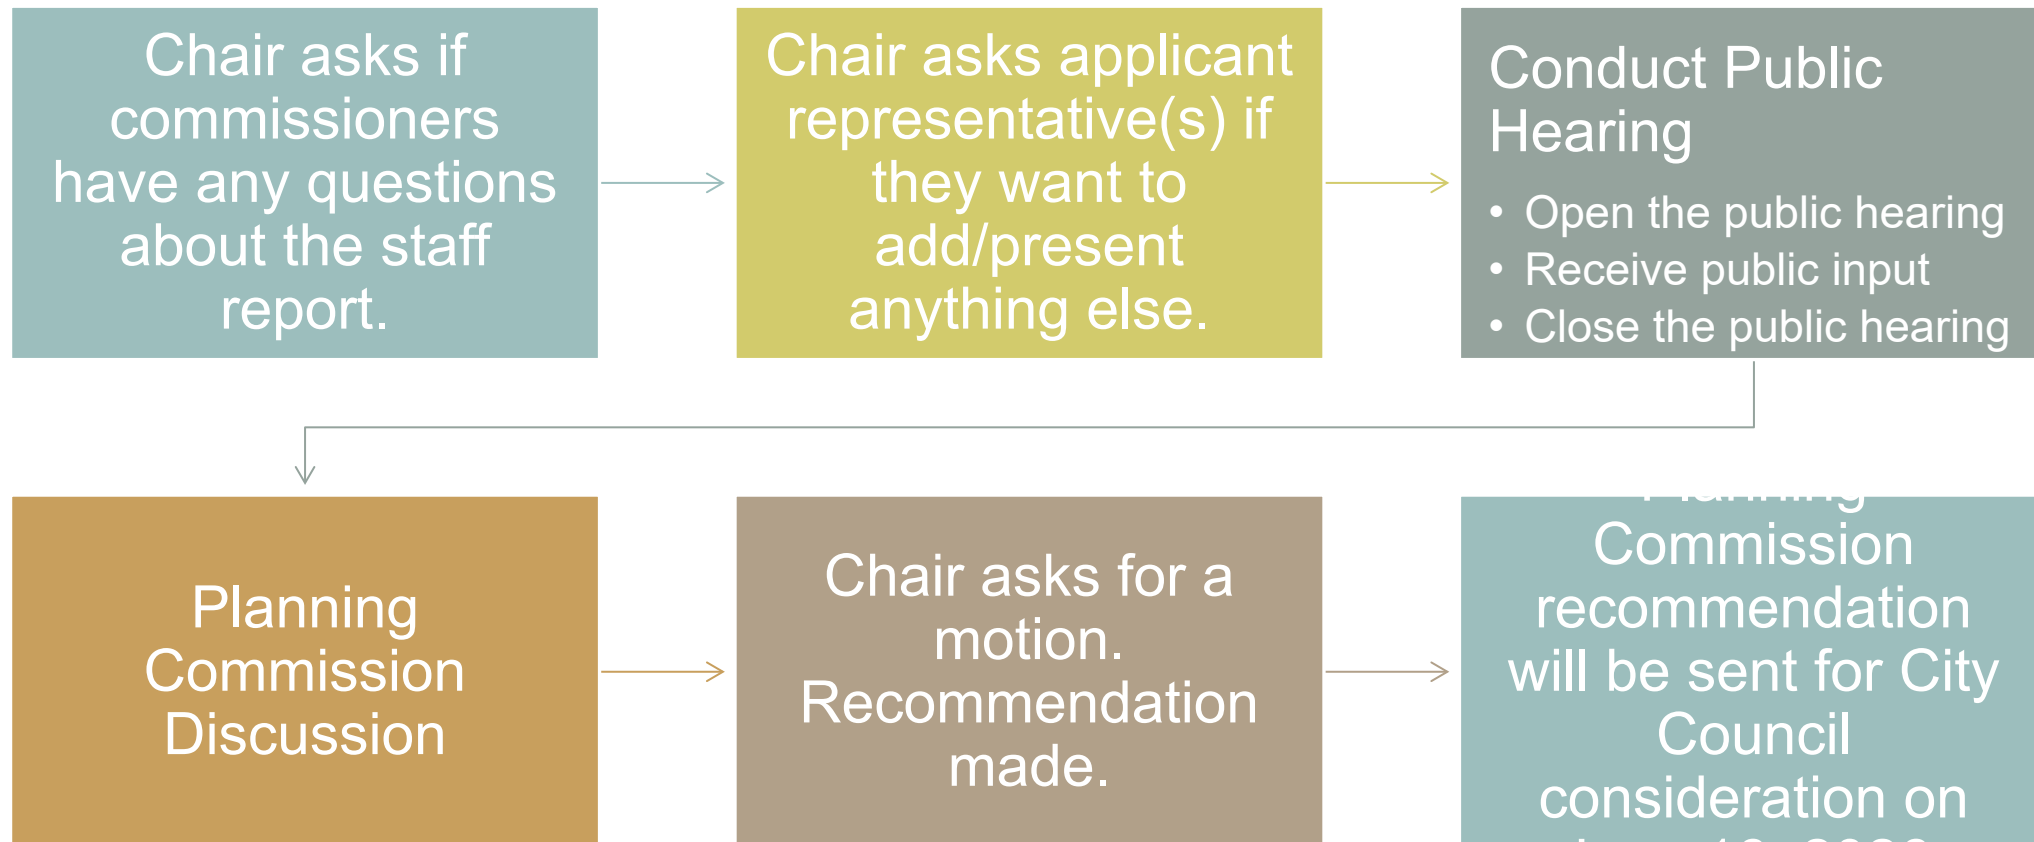 Chair asks if
commissioners
have any questions
about the staff
report.
Chair asks applicant
representative(s) if
they want to
add/present
anything else.
Conduct Public
Hearing
• Open the public hearing
• Receive public input
• Close the public hearing
Planning
Commission
Discussion
Chair asks for a
motion.
Recommendation
made.
Planning
Commission
recommendation
will be sent for City
Council
consideration on